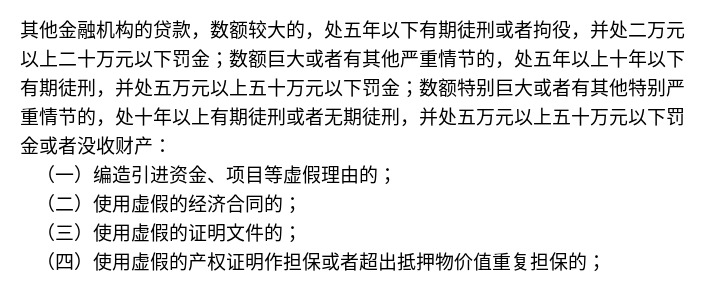 其他金融机构的贷款，数额较大的，处五年以下有期徒刑或者拘役，并处二万元
以上二十万元以下罚金；数额巨大或者有其他严重情节的，处五年以上十年以下
有期徒刑，并处五万元以上五十万元以下罚金；数额特别巨大或者有其他特别严
重情节的，处十年以上有期徒刑或者无期徒刑，并处五万元以上五十万元以下罚
金或者没收财产：
（一）编造引进资金、项目等虚假理由的；
（二）使用虚假的经济合同的；
（三）使用虚假的证明文件的；
（四）使用虚假的产权证明作担保或者超出抵押物价值重复担保的；